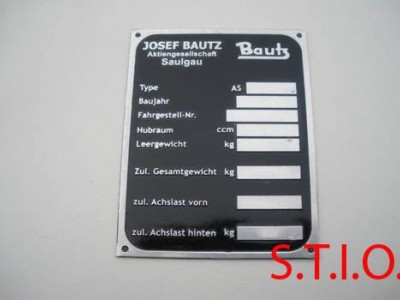 JOSEF BAUTZ
Aktiengesellschaft
Saulgau
Bautz
Type AS
Baujahr
Fahrgestell-Nr.
Hubraum ccm
Leergewicht kg
Zul. Gesamtgewicht kg
zul. Achslast vorn
zul. Achslast hinten kg
S.T.I.O.